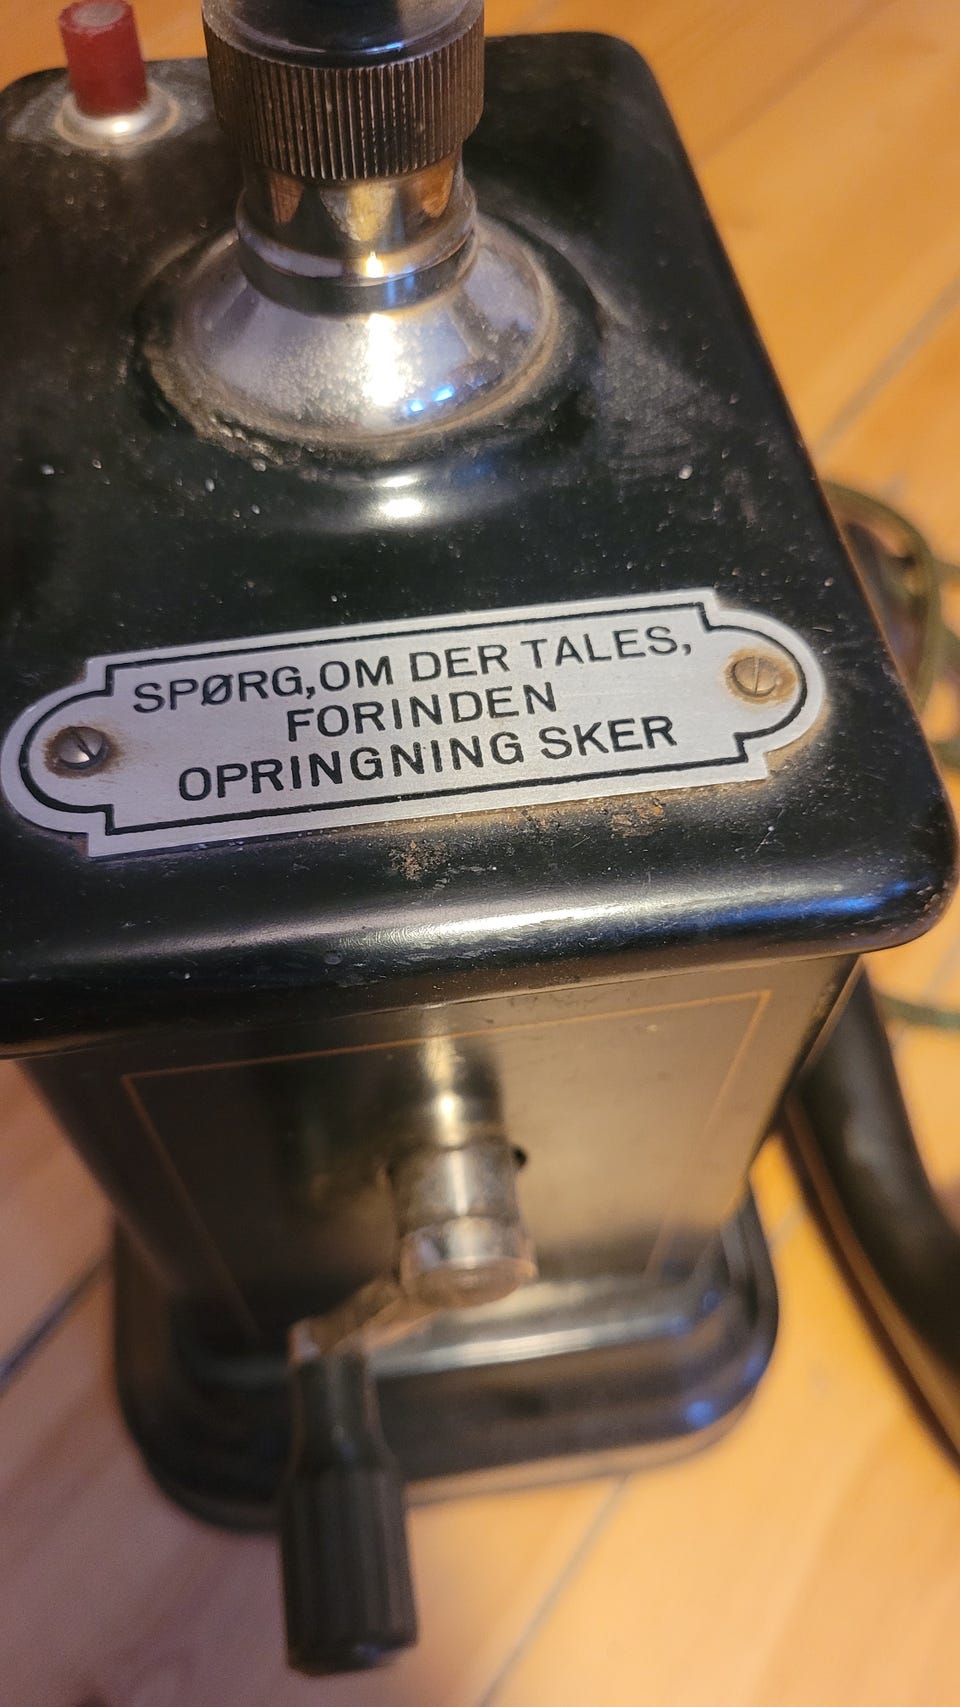 SPØRG,OM DER TALES,
FORINDEN
OPRINGNING SKER